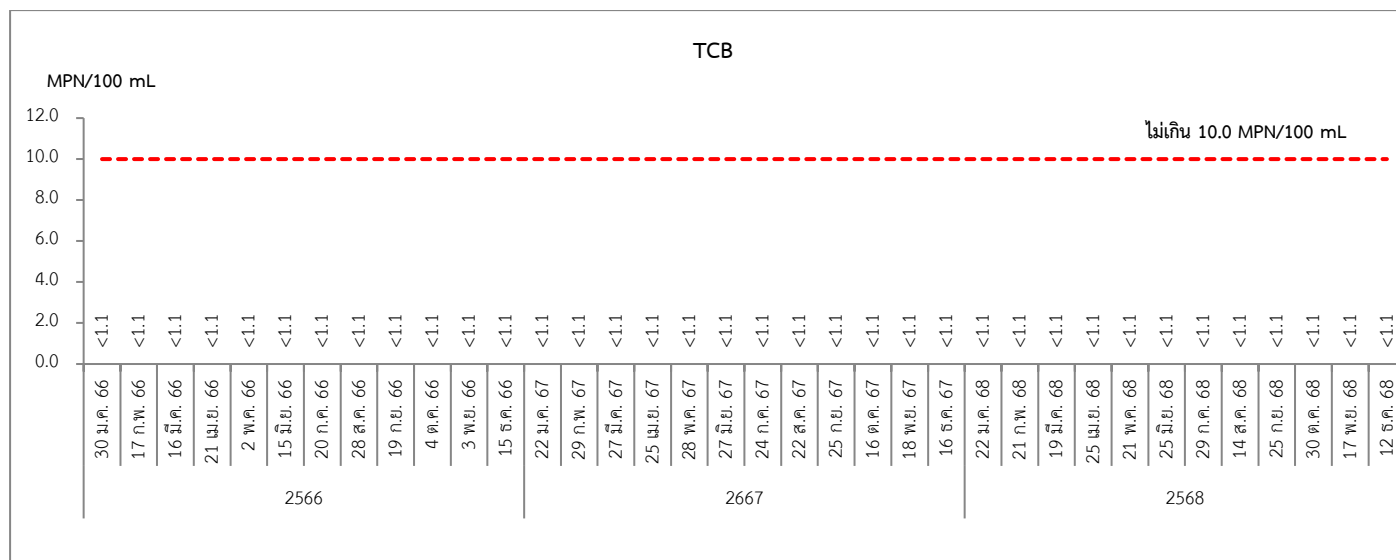 TCB
MPN/100 mL
ไม่เกิน 10.0 MPN/100 mL
12.0
10.0
8.0
6.0
4.0
2.0
0.0
<1.1 <1.1 <1.1 <1.1 <1.1 <1.1 <1.1 <1.1 <1.1 <1.1 <1.1 <1.1 <1.1 <1.1 <1.1 <1.1 <1.1 <1.1 <1.1 <1.1 <1.1 <1.1 <1.1 <1.1 <1.1 <1.1 <1.1 <1.1 <1.1 <1.1 <1.1 <1.1 <1.1 <1.1 <1.1 <1.1
30 ม.ค. 66
17 ก.พ. 66
16 มี.ค. 66
21 เม.ย. 66
2 พ.ค. 66
15 มิ.ย. 66
20 ก.ค. 66
28 ส.ค. 66
19 ก.ย. 66
4 ต.ค. 66
3 พ.ย. 66
15 ธ.ค. 66
22 ม.ค. 67
29 ก.พ. 67
27 มี.ค. 67
25 เม.ย. 67
28 พ.ค. 67
27 มิ.ย. 67
24 ก.ค. 67
22 ส.ค. 67
25 ก.ย. 67
16 ต.ค. 67
18 พ.ย. 67
16 ธ.ค. 67
22 ม.ค. 68
21 ก.พ. 68
19 มี.ค. 68
25 เม.ย. 68
21 พ.ค. 68
25 มิ.ย. 68
29 ก.ค. 68
14 ส.ค. 68
25 ก.ย. 68
30 ต.ค. 68
17 พ.ย. 68
12 ธ.ค. 68
2566 2667 2568